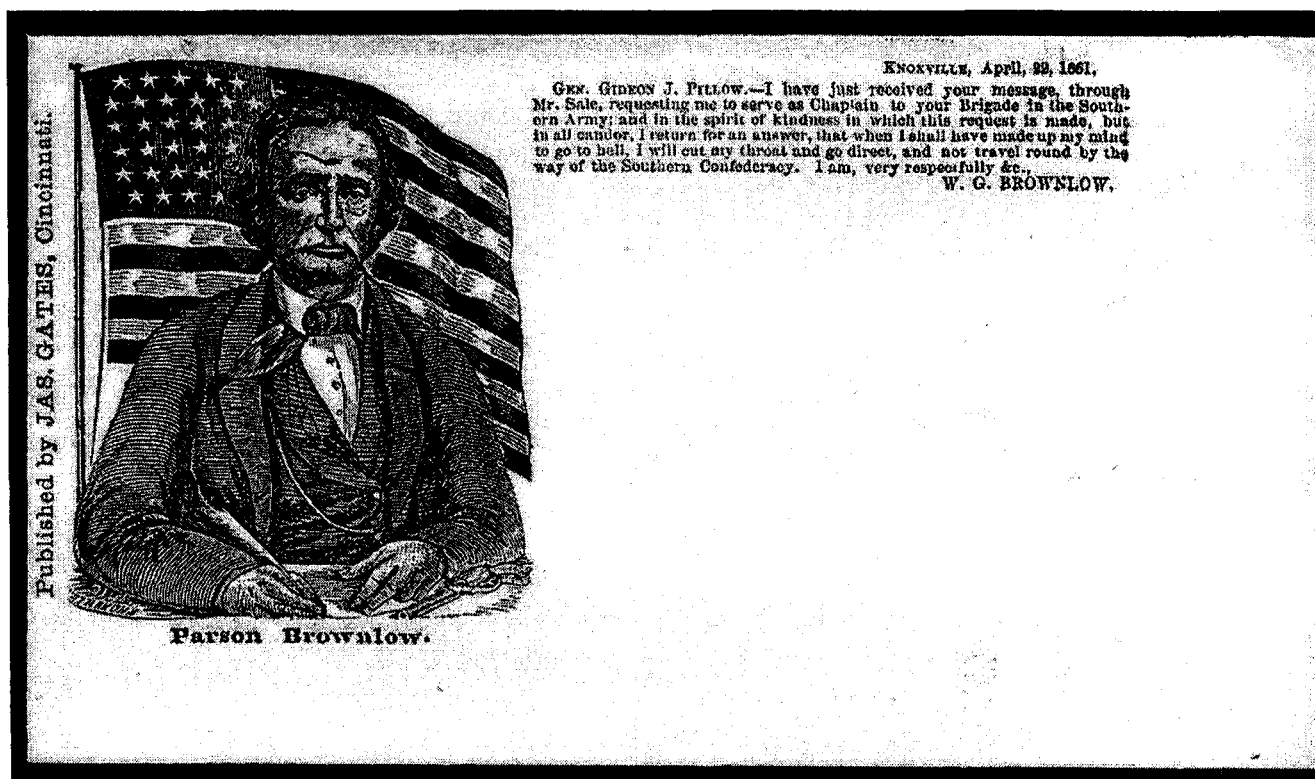 Published by JAS. GATES, Cincinnati.
KNOXVILLE, April, 22, 1861.
GEN. GIDEON J. PILLOW.—I have just received your message, through
Mr. Sale, requesting me to serve as Chaplain to your Brigade in the South-
ern Army; and in the spirit of kindness in which this request is made, but
in all candor, I return for an answer, that when I shall have made up my mind
to go to hell, I will cut my throat and go direct, and not travel round by the
way of the Southern Confederacy. I am, very respectfully &c.,
W. G. BROWNLOW.
Parson Brownlow.